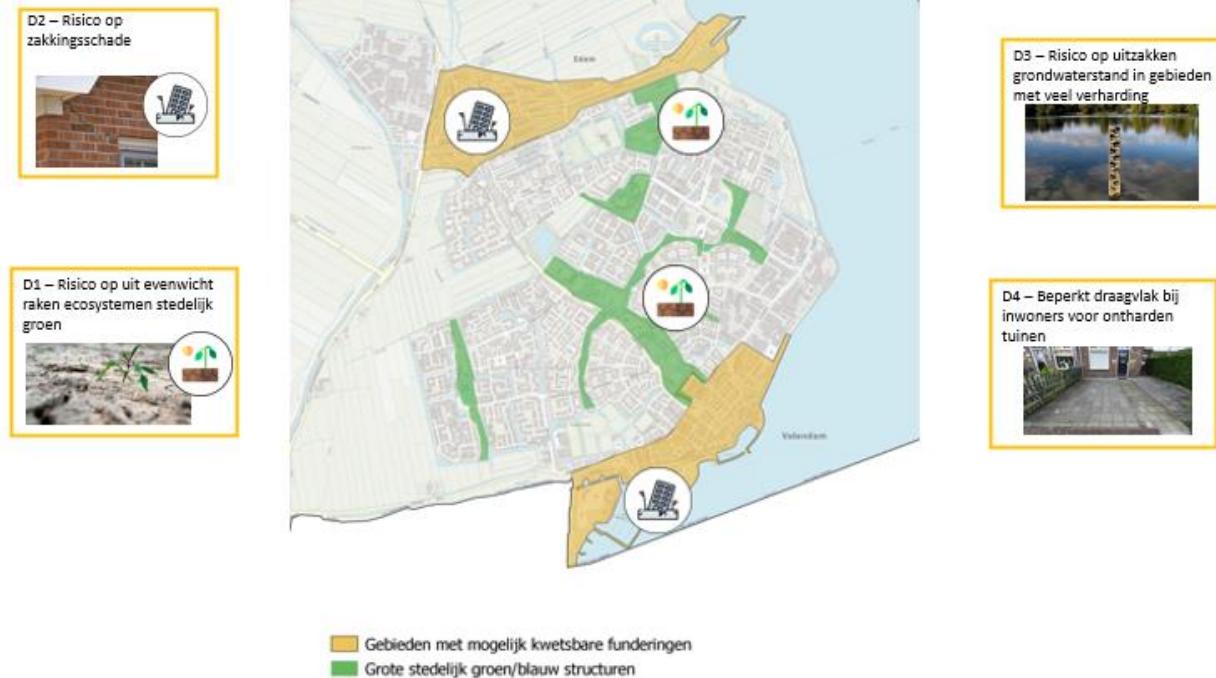 D2 – Risico op
zakkingsschade
D1 – Risico op uit evenwicht
raken ecosystemen stedelijk
groen
Edam
Volendam
D3 – Risico op uitzakken
grondwaterstand in gebieden
met veel verharding
D4 – Beperkt draagvlak bij
inwoners voor ontharden
tuinen
Gebieden met mogelijk kwetsbare funderingen
Grote stedelijk groen/blauw structuren